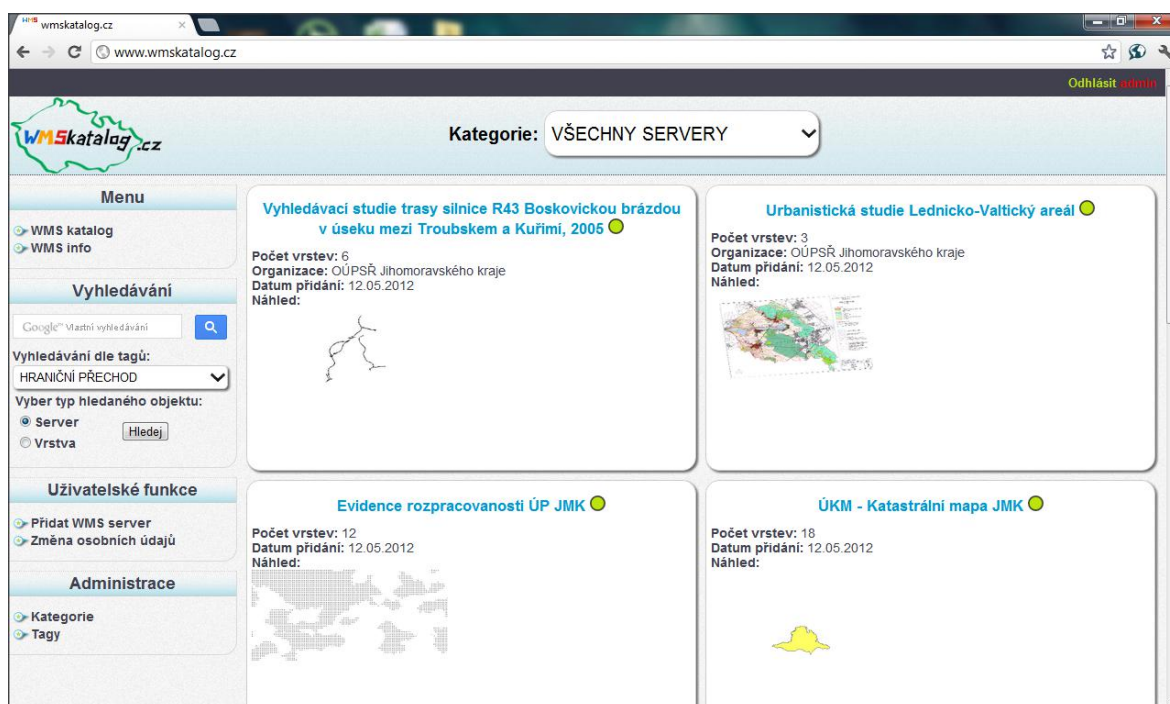 wmskatalog.cz
www.wmskatalog.cz
Odhlásit admin
WMSkatalog.cz
Kategorie: VŠECHNY SERVERY
Menu
WMS katalog
WMS info
Vyhledávání
Google™ Vlastní vyhledávání
Vyhledávání dle tagů:
HRANIČNÍ PŘECHOD
Vyber typ hledaného objektu:
Server
Vrstva
Hledej
Uživatelské funkce
Přidat WMS server
Změna osobních údajů
Administrace
Kategorie
Tagy
Vyhledávací studie trasy silnice R43 Boskovickou brázdou
v úseku mezi Troubskem a Kuřimí, 2005
Počet vrstev: 6
Organizace: OÚPSŘ Jihomoravského kraje
Datum přidání: 12.05.2012
Náhled:
Urbanistická studie Lednicko-Valtický areál
Počet vrstev: 3
Organizace: OÚPSŘ Jihomoravského kraje
Datum přidání: 12.05.2012
Náhled:
Evidence rozpracovanosti ÚP JMK
Počet vrstev: 12
Datum přidání: 12.05.2012
Náhled:
ÚKM - Katastrální mapa JMK
Počet vrstev: 18
Datum přidání: 12.05.2012
Náhled: